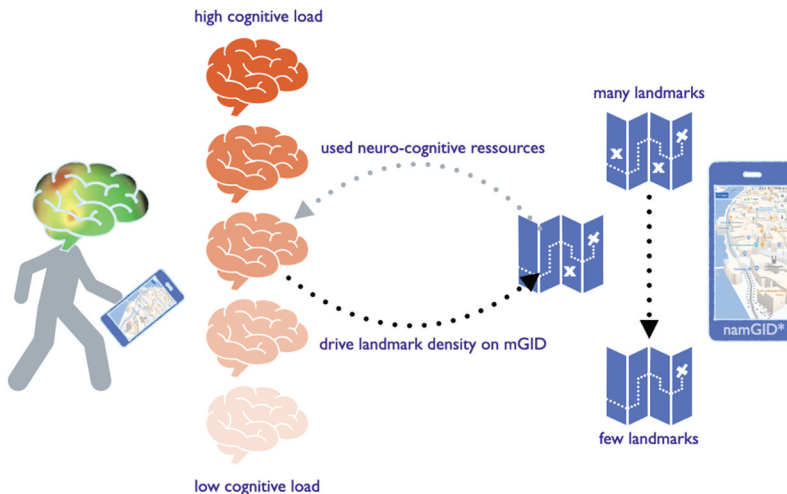 high cognitive load
many landmarks
used neuro-cognitive ressources
drive landmark density on mGID
namGID*
few landmarks
low cognitive load